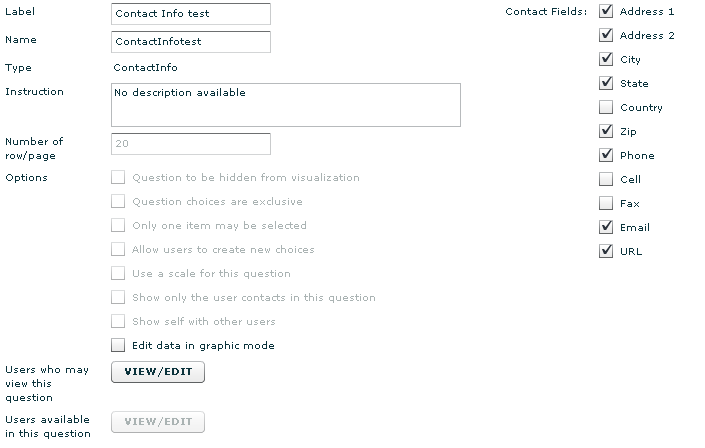 Label
Contact Info test
Name
ContactInfotest
Type
ContactInfo
Instruction
No description available
Number of
row/page
20
Options
Question to be hidden from visualization
Question choices are exclusive
Only one item may be selected
Allow users to create new choices
Use a scale for this question
Show only the user contacts in this question
Show self with other users
Edit data in graphic mode
Users who may
view this
question
VIEW/EDIT
Users available
in this question
VIEW/EDIT
Contact Fields:
Address 1
Address 2
City
State
Country
Zip
Phone
Cell
Fax
Email
URL